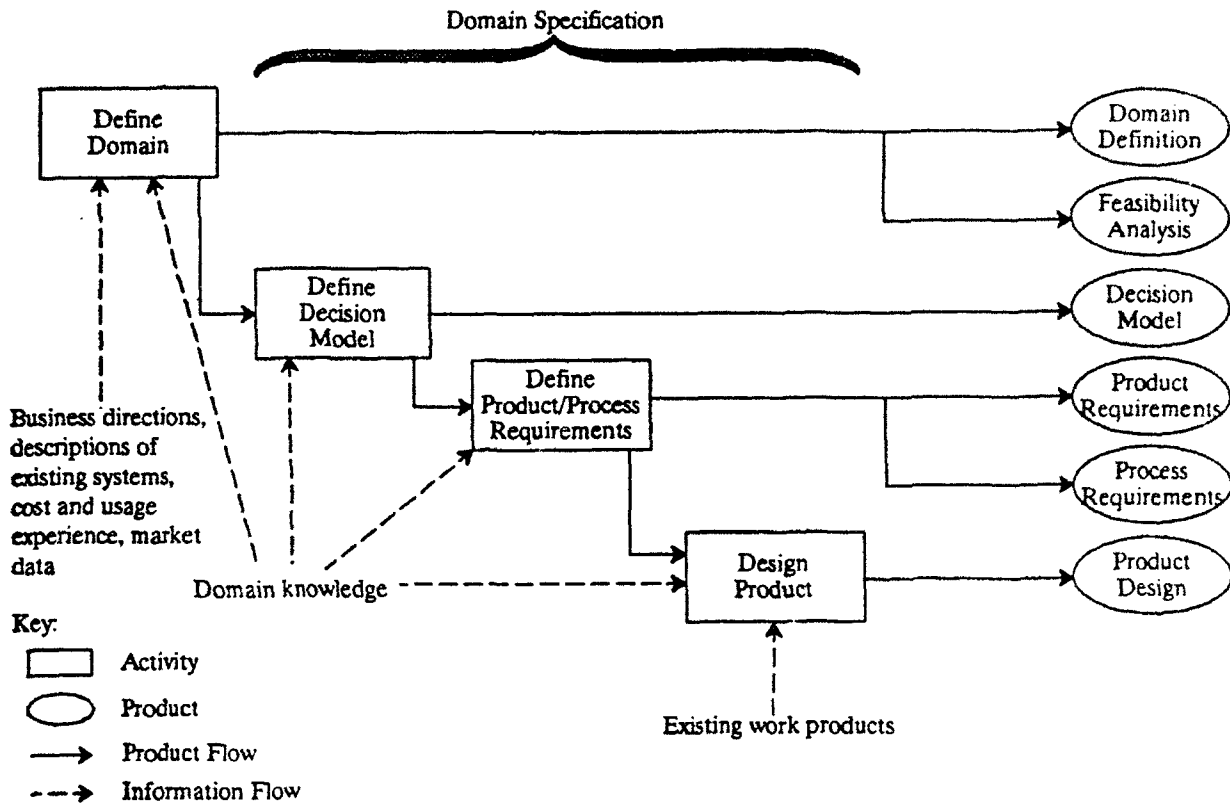 Domain Specification
Define
Domain
Domain
Definition
Feasibility
Analysis
Define
Decision
Model
Decision
Model
Define
Product/Process
Requirements
Product
Requirements
Process
Requirements
Business directions,
descriptions of
existing systems,
cost and usage
experience, market
data
Domain knowledge
Design
Product
Product
Design
Existing work products
Key:
Activity
Product
Product Flow
Information Flow